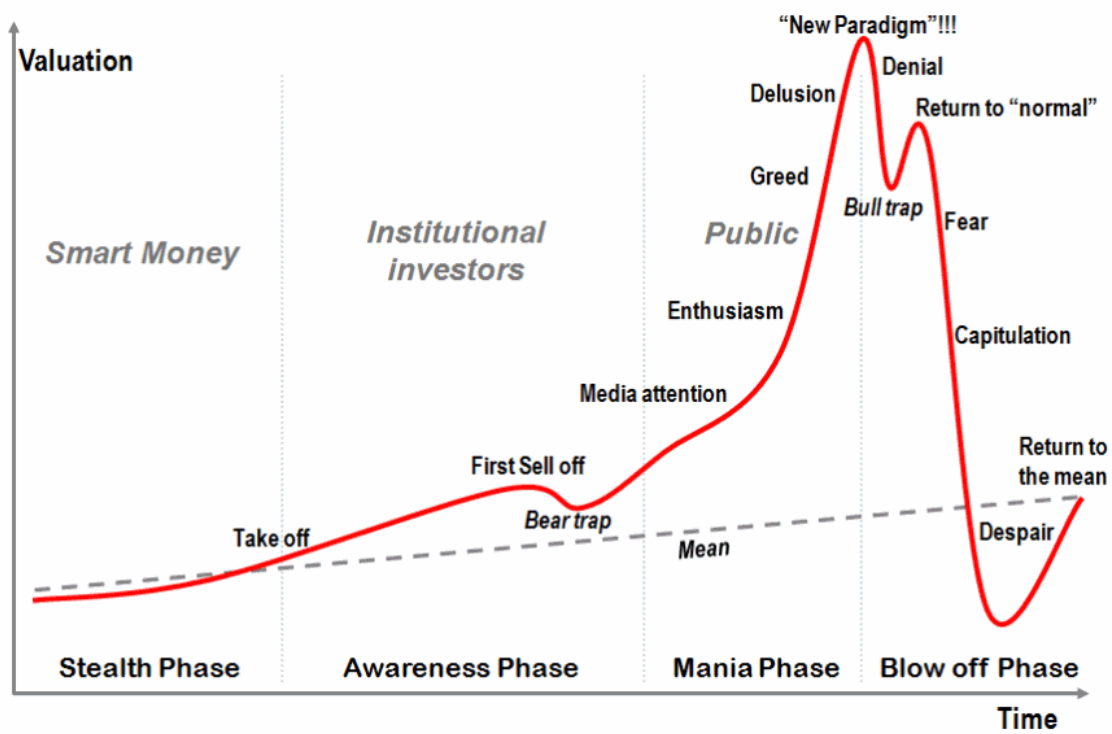 “New Paradigm”!!!
Valuation
Denial
Delusion
Return to “normal”
Greed
Bull trap
Smart Money
Institutional
investors
Public
Fear
Enthusiasm
Capitulation
Media attention
First Sell off
Return to
the mean
Bear trap
Take off
Mean
Despair
Stealth Phase
Awareness Phase
Mania Phase
Blow off Phase
Time